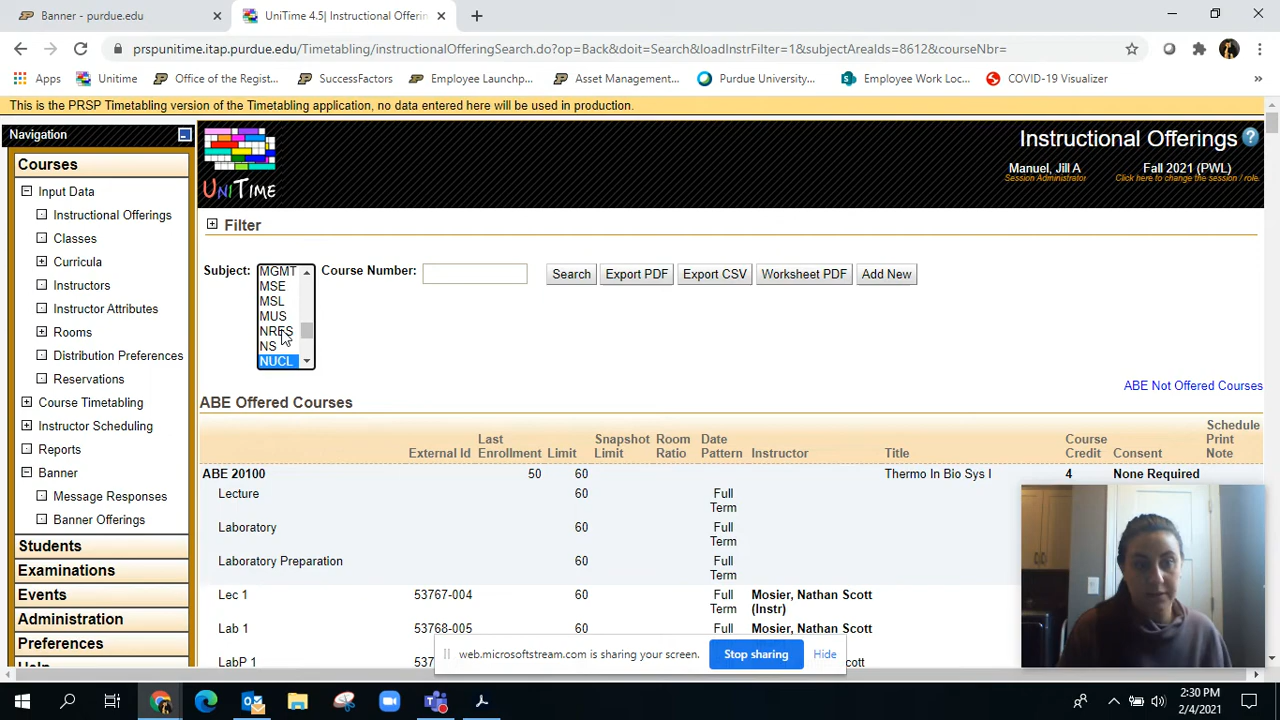 Banner - purdue.edu
UniTime 4.5| Instructional Offerin
prspunitime.itap.purdue.edu/Timetabling/instructionalOfferingSearch.do?op=Back&doit=Search&loadInstrFilter=1&subjectAreaIds=8612&courseNbr=
Apps Unitime Office of the Regist... SuccessFactors Employee Launchp... Asset Management... Purdue University... Employee Work Loc... COVID-19 Visualizer »
This is the PRSP Timetabling version of the Timetabling application, no data entered here will be used in production.
Navigation
Courses
Input Data
Instructional Offerings
Classes
Curricula
Instructors
Instructor Attributes
Rooms
Distribution Preferences
Reservations
Course Timetabling
Instructor Scheduling
Reports
Banner
Message Responses
Banner Offerings
Students
Examinations
Events
Administration
Preferences
Help
UNITIME
Instructional Offerings
Manuel, Jill A Fall 2021 (PWL)
Session Administrator Click here to change the session / role.
Filter
Subject: Course Number: Search Export PDF Export CSV Worksheet PDF Add New
MGMT
MSE
MSL
MUS
NRES
NS
NUCL
ABE Not Offered Courses
ABE Offered Courses
External Id Last Enrollment Limit Snapshot Limit Room Ratio Date Pattern Instructor Title Course Credit Consent Schedule Print Note
ABE 20100 50 60 Thermo In Bio Sys I 4 None Required
Lecture 60 Full Term
Laboratory 60 Full Term
Laboratory Preparation 60 Full Term
Lec 1 53767-004 60 Full Term Mosier, Nathan Scott (Instr)
Lab 1 53768-005 60 Full Mosier, Nathan Scott
LabP 1
web.microsoftstream.com is sharing your screen. Stop sharing Hide
2:30 PM
2/4/2021